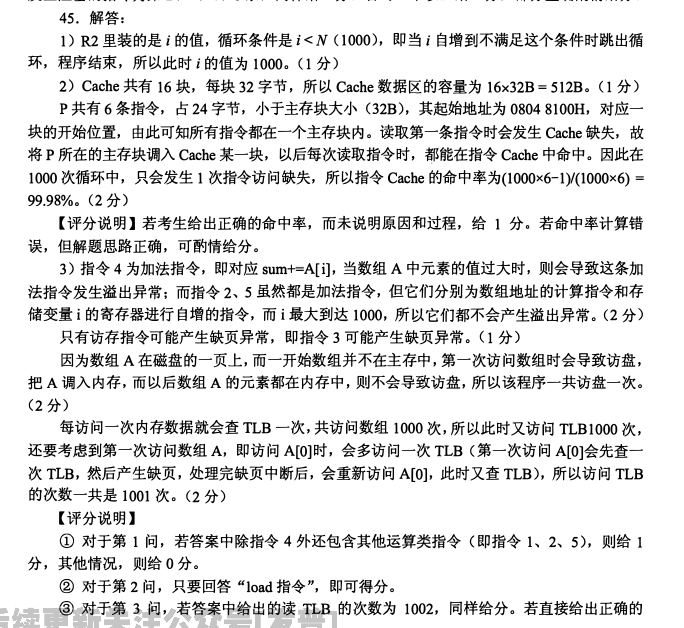 45．解答：
1）R2 里装的是 i 的值，循环条件是 i < N（1000），即当 i 自增到不满足这个条件时跳出循
环，程序结束，所以此时 i 的值为 1000。（1 分）
2）Cache 共有 16 块，每块 32 字节，所以 Cache 数据区的容量为 16×32B = 512B。（1 分）
P 共有 6 条指令，占 24 字节，小于主存块大小（32B），其起始地址为 0804 8100H，对应一
块的开始位置，由此可知所有指令都在一个主存块内。读取第一条指令时会发生 Cache 缺失，故
将 P 所在的主存块调入 Cache 某一块，以后每次读取指令时，都能在指令 Cache 中命中。因此在
1000 次循环中，只会发生 1 次指令访问缺失，所以指令 Cache 的命中率为(1000×6−1)/(1000×6) =
99.98%。（2 分）
【评分说明】若考生给出正确的命中率，而未说明原因和过程，给 1 分。若命中率计算错
误，但解题思路正确，可酌情给分。
3）指令 4 为加法指令，即对应 sum+=A[i]，当数组 A 中元素的值过大时，则会导致这条加
法指令发生溢出异常；而指令 2、5 虽然都是加法指令，但它们分别为数组地址的计算指令和存
储变量 i 的寄存器进行自增的指令，而 i 最大到达 1000，所以它们都不会产生溢出异常。（2 分）
只有访存指令可能产生缺页异常，即指令 3 可能产生缺页异常。（1 分）
因为数组 A 在磁盘的一页上，而一开始数组并不在主存中，第一次访问数组时会导致访盘，
把 A 调入内存，而以后数组 A 的元素都在内存中，则不会导致访盘，所以该程序一共访盘一次。
（2 分）
每访问一次内存数据就会查 TLB 一次，共访问数组 1000 次，所以此时又访问 TLB1000 次，
还要考虑到第一次访问数组 A，即访问 A[0]时，会多访问一次 TLB（第一次访问 A[0]会先查一
次 TLB，然后产生缺页，处理完缺页中断后，会重新访问 A[0]，此时又查 TLB），所以访问 TLB
的次数一共是 1001 次。（2 分）
【评分说明】
① 对于第 1 问，若答案中除指令 4 外还包含其他运算类指令（即指令 1、2、5），则给 1
分，其他情况，则给 0 分。
② 对于第 2 问，只要回答“load 指令”，即可得分。
③ 对于第 3 问，若答案中给出的读 TLB 的次数为 1002，同样给分。若直接给出正确的